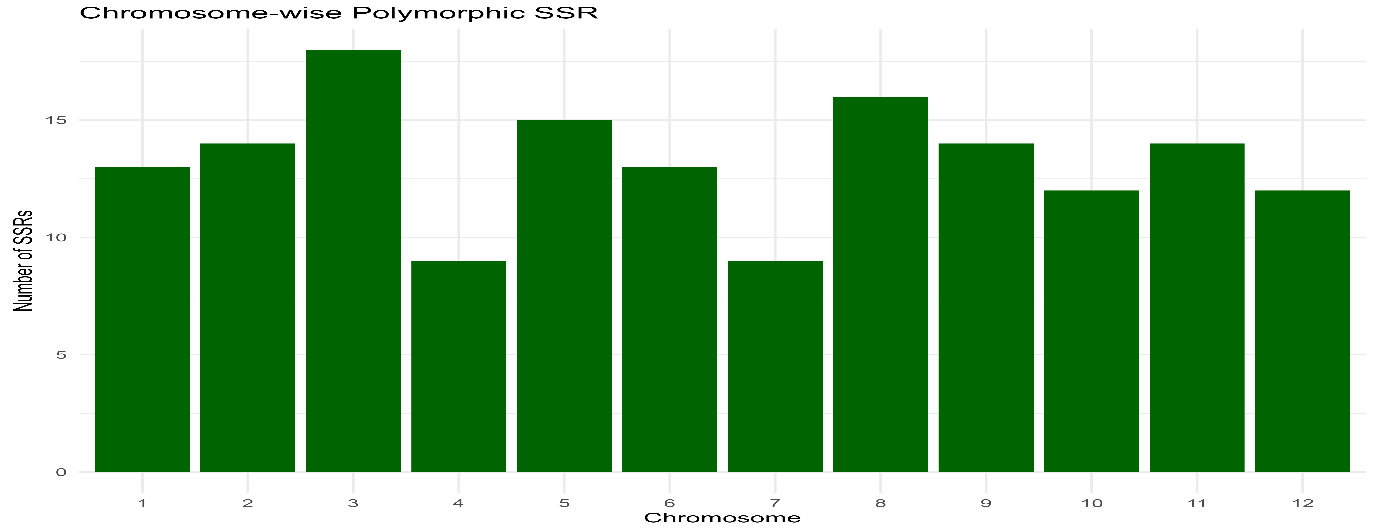 Chromosome-wise Polymorphic SSR
Number of SSRs
15
10
5
0
1 2 3 4 5 6 7 8 9 10 11 12
Chromosome